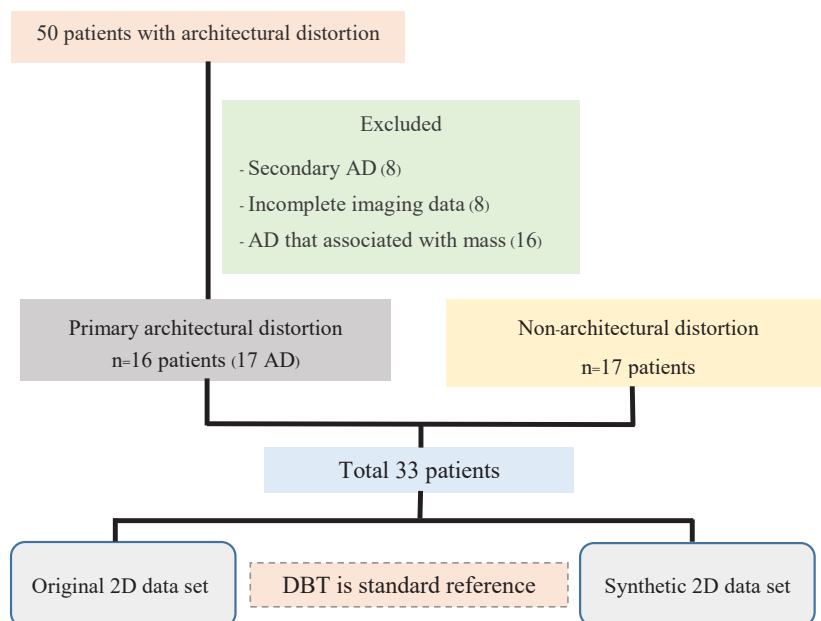 50 patients with architectural distortion
Excluded
- Secondary AD (8)
- Incomplete imaging data (8)
- AD that associated with mass (16)
Primary architectural distortion
n=16 patients (17 AD)
Non-architectural distortion
n=17 patients
Total 33 patients
Original 2D data set
DBT is standard reference
Synthetic 2D data set